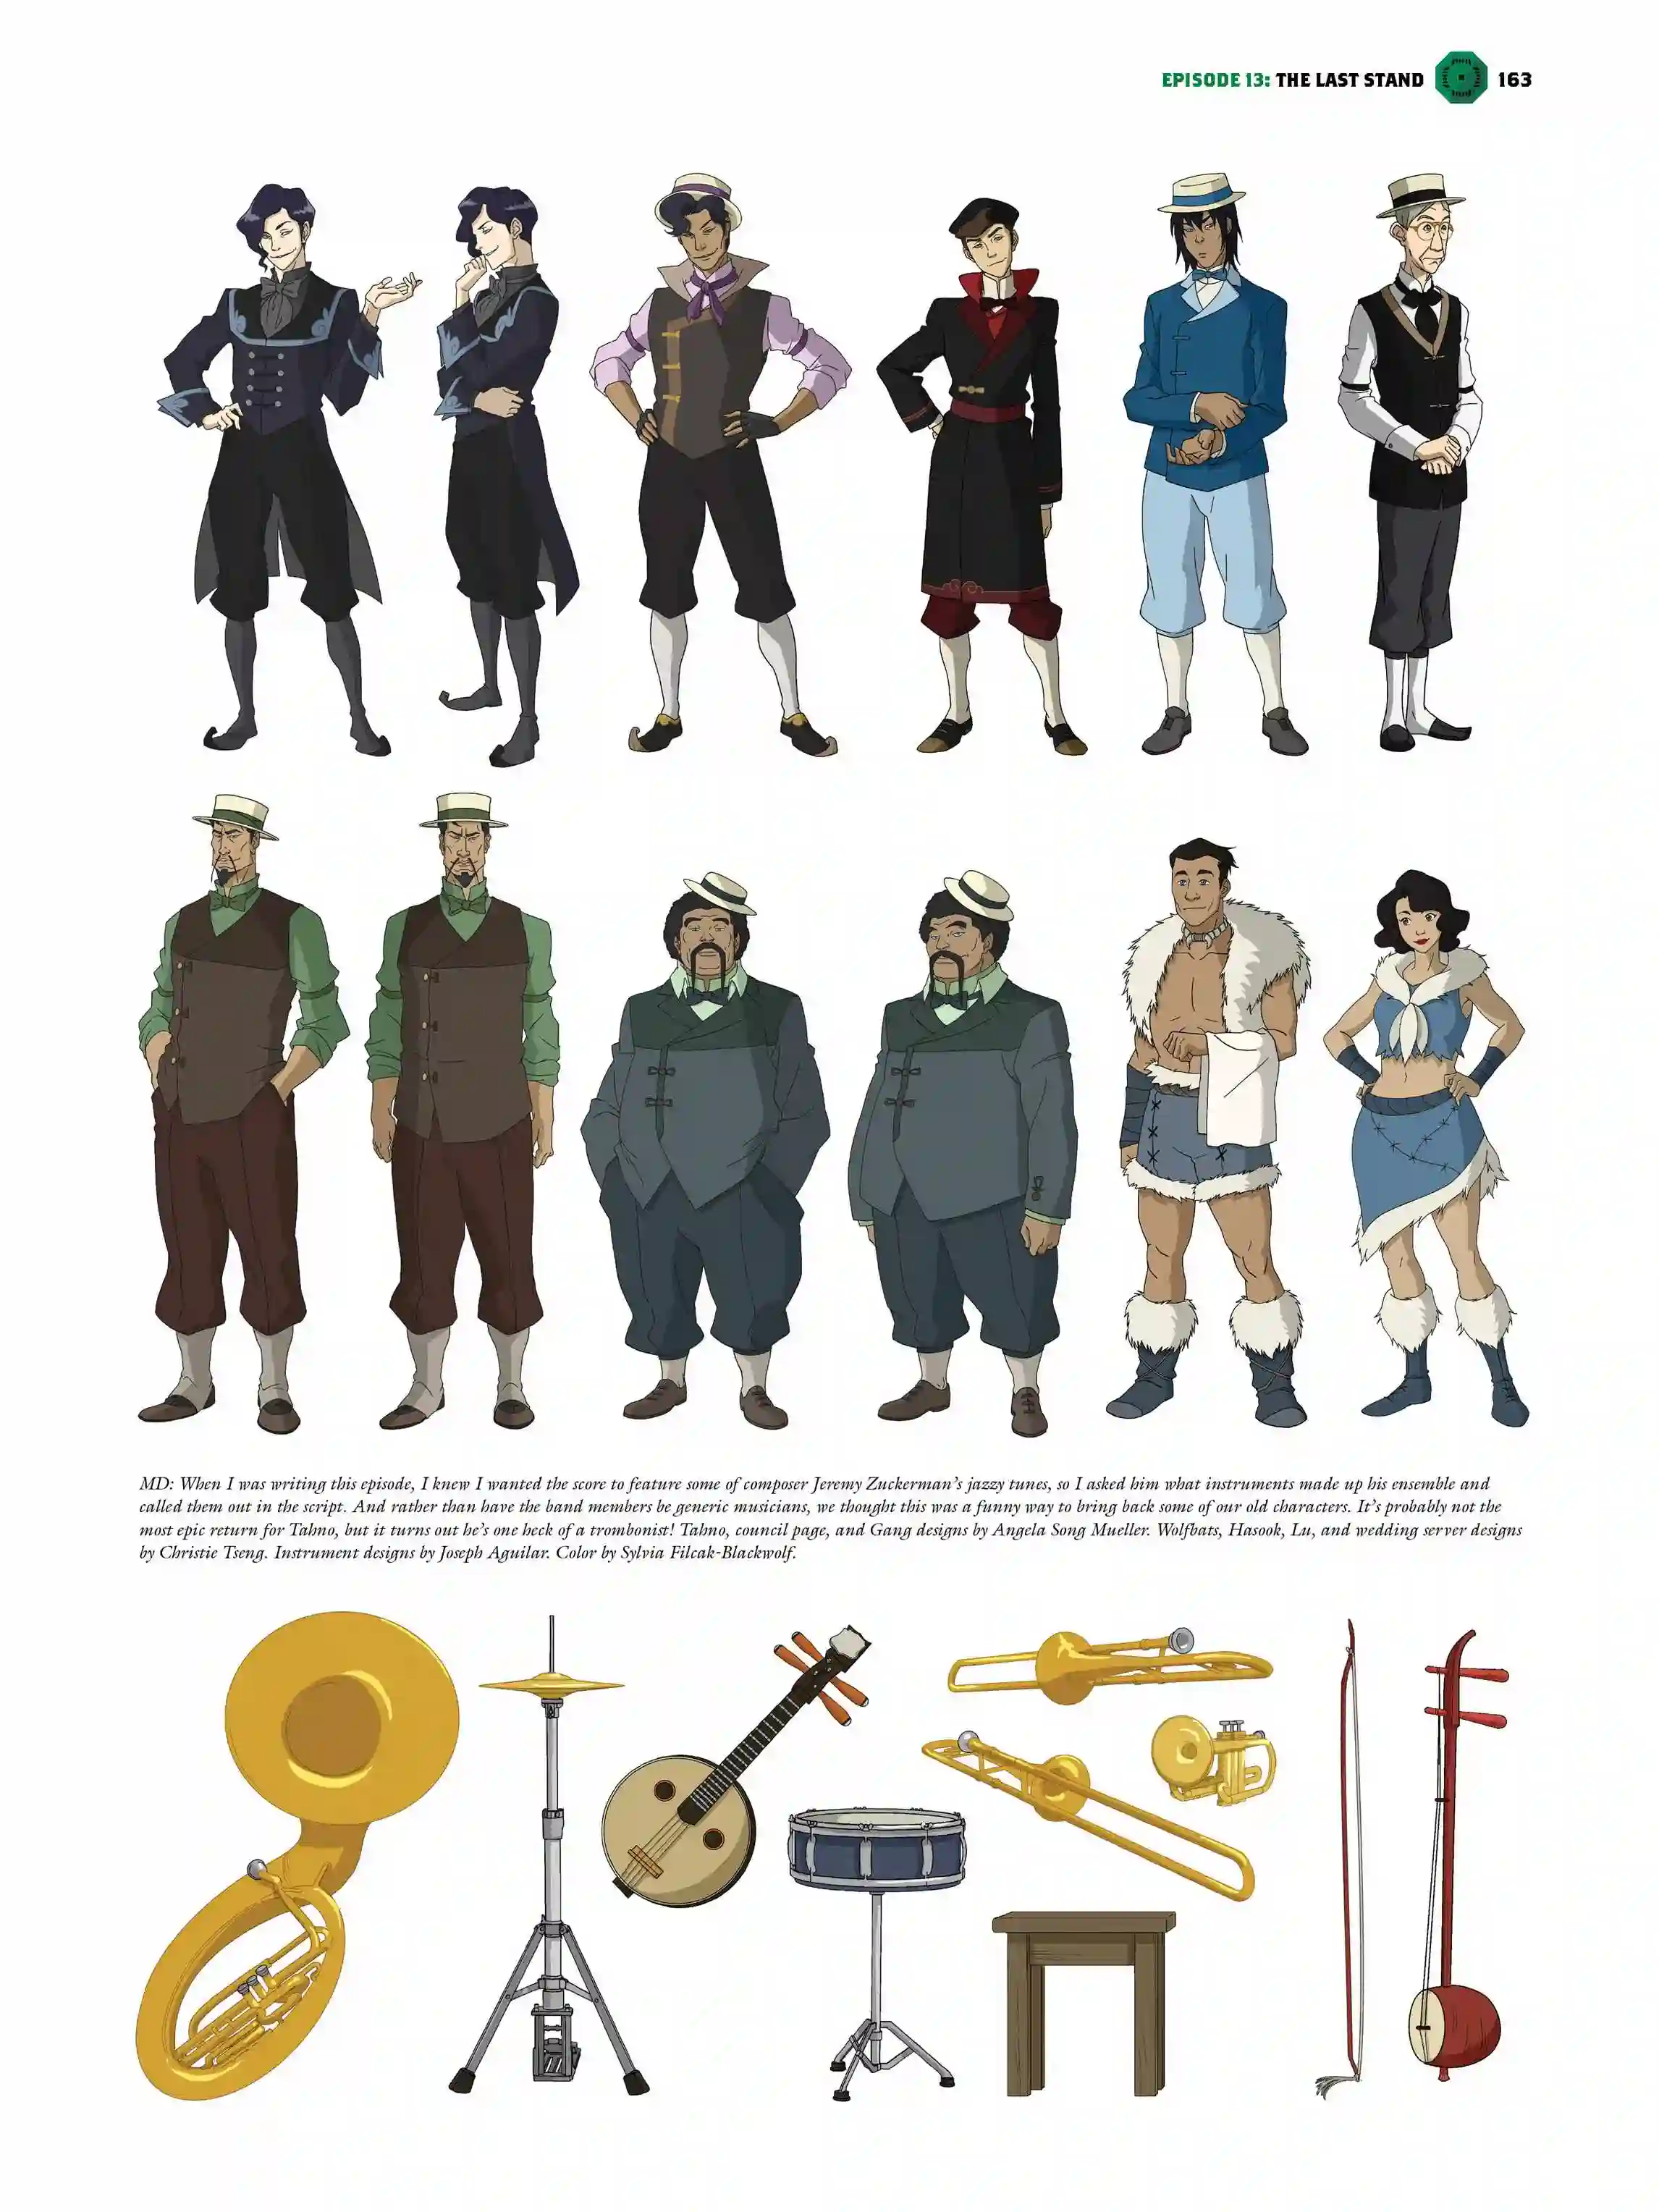 EPISODE 13: THE LAST STAND 163
MD: When I was writing this episode, I knew I wanted the score to feature some of composer Jeremy Zuckerman's jazzy tunes, so I asked him what instruments made up his ensemble and
called them out in the script. And rather than have the band members be generic musicians, we thought this was a funny way to bring back some of our old characters. It's probably not the
most epic return for Tahno, but it turns out he's one heck of a trombonist! Tahno, council page, and Gang designs by Angela Song Mueller. Wolfbats, Hasook, Lu, and wedding server designs
by Christie Tseng. Instrument designs by Joseph Aguilar. Color by Sylvia Filcak-Blackwolf.